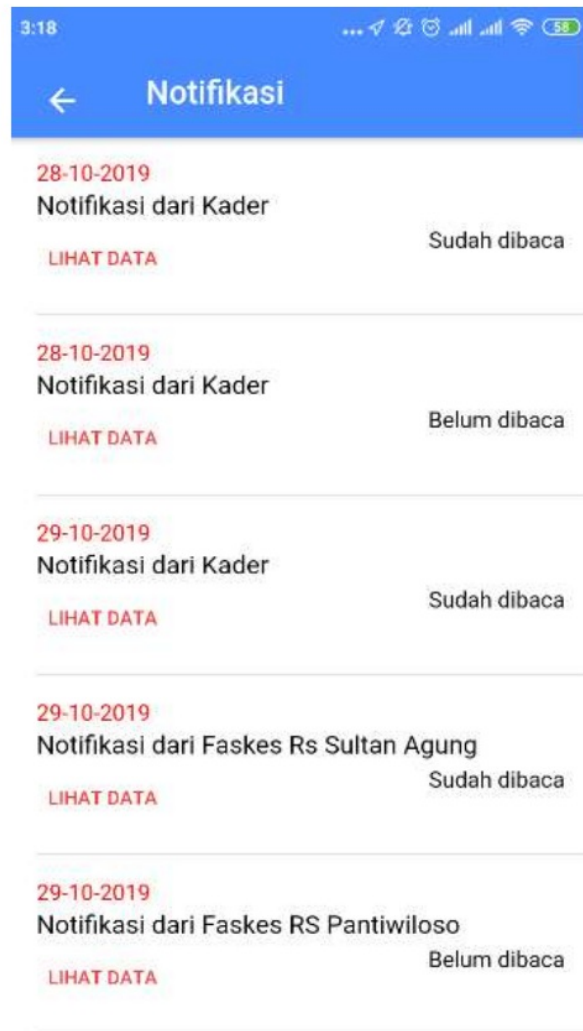 3:18 ... 58
Notifikasi
28-10-2019
Notifikasi dari Kader
Sudah dibaca
LIHAT DATA
28-10-2019
Notifikasi dari Kader
Belum dibaca
LIHAT DATA
29-10-2019
Notifikasi dari Kader
Sudah dibaca
LIHAT DATA
29-10-2019
Notifikasi dari Faskes Rs Sultan Agung
Sudah dibaca
LIHAT DATA
29-10-2019
Notifikasi dari Faskes RS Pantiwiloso
Belum dibaca
LIHAT DATA